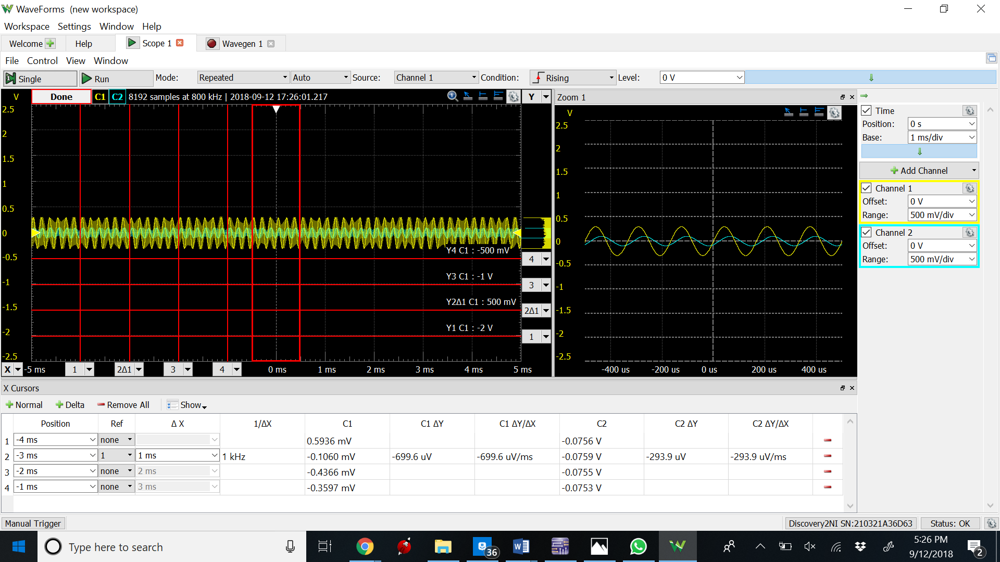 WaveForms (new workspace)
Workspace Settings Window Help
Welcome Help Scope 1 Wavegen 1
File Control View Window
Single Run Mode: Repeated Auto Source: Channel 1 Condition: Rising Level: 0 V
V Done C1 C2 8192 samples at 800 kHz | 2018-09-12 17:26:01.217 Y
2.5
2
1.5
1
0.5
0
-0.5
-1
-1.5
-2
-2.5
Y4 C1 : -500 mV
Y3 C1 : -1 V
Y2Δ1 C1 : 500 mV
Y1 C1 : -2 V
4
3
2Δ1
1
X -5 ms 1 2Δ1 3 4 0 ms 1 ms 2 ms 3 ms 4 ms 5 ms
Zoom 1
V
2.5
2
1.5
1
0.5
0
-0.5
-1
-1.5
-2
-2.5
-400 us -200 us 0 us 200 us 400 us
Time
Position: 0 s
Base: 1 ms/div
Add Channel
Channel 1
Offset: 0 V
Range: 500 mV/div
Channel 2
Offset: 0 V
Range: 500 mV/div
X Cursors
Normal Delta Remove All Show
Position Ref Δ X 1/ΔX C1 C1 ΔY C1 ΔY/ΔX C2 C2 ΔY C2 ΔY/ΔX
1 -4 ms none 0.5936 mV -0.0756 V
2 -3 ms 1 1 ms 1 kHz -0.1060 mV -699.6 uV -699.6 uV/ms -0.0759 V -293.9 uV -293.9 uV/ms
3 -2 ms none 2 ms -0.4366 mV -0.0755 V
4 -1 ms none 3 ms -0.3597 mV -0.0753 V
Manual Trigger Discovery2NI SN:210321A36D63 Status: OK
Type here to search 36 5:26 PM
9/12/2018 2